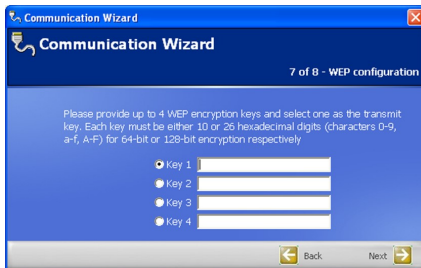 Communication Wizard
Communication Wizard
7 of 8 - WEP configuration
Please provide up to 4 WEP encryption keys and select one as the transmit
key. Each key must be either 10 or 26 hexadecimal digits (characters 0-9,
a-f, A-F) for 64-bit or 128-bit encryption respectively
Key 1
Key 2
Key 3
Key 4
Back Next